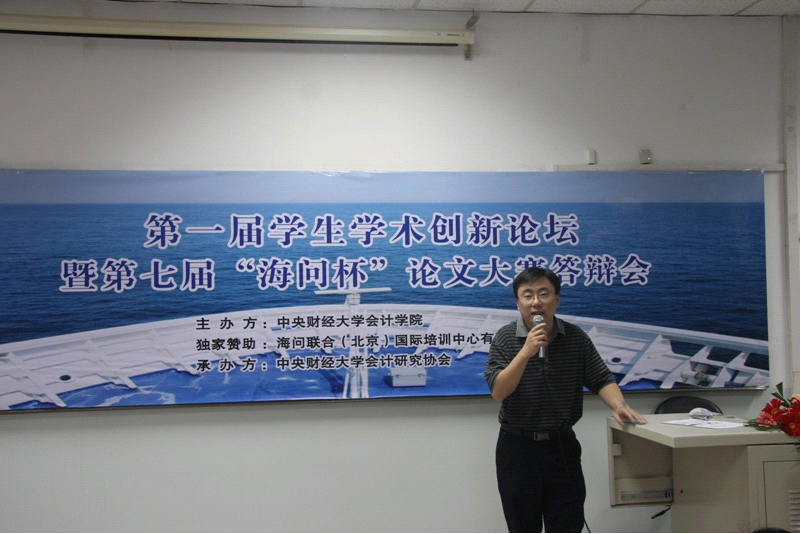 第一届学生学术创新论坛
暨第七届“海问杯”论文大赛答辩会
主办方：中央财经大学会计学院
独家赞助：海问联合（北京）国际培训中心有
承办方：中央财经大学会计研究协会